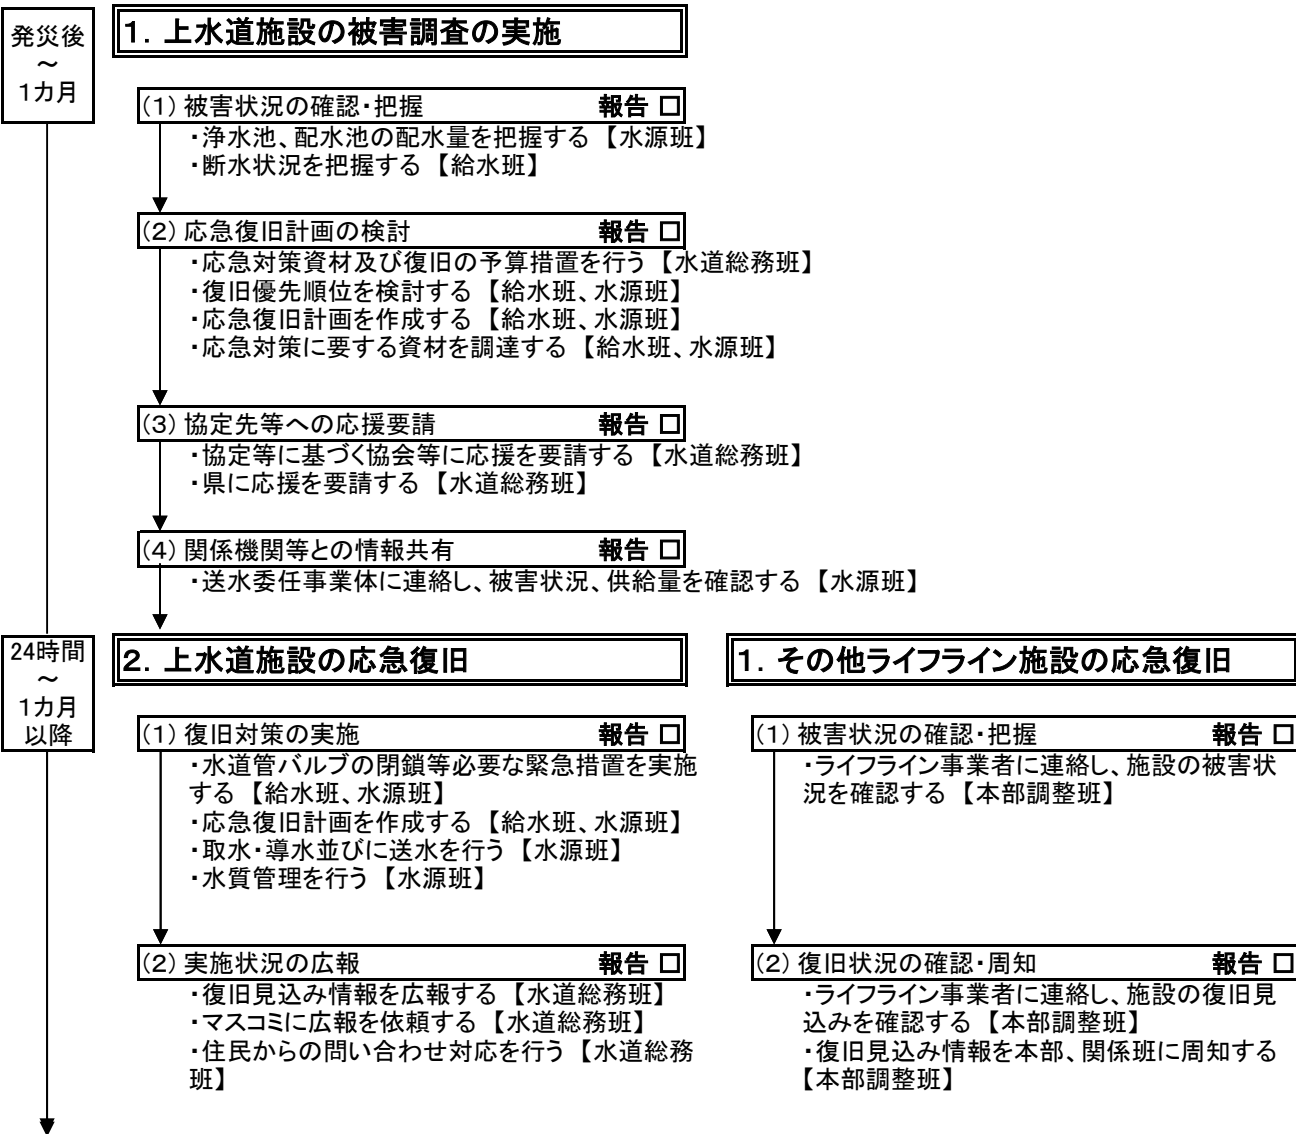 発災後
~
1カ月
1．上水道施設の被害調査の実施
(1) 被害状況の確認・把握 報告 □
・浄水池、配水池の配水量を把握する 【水源班】
・断水状況を把握する 【給水班】
(2) 応急復旧計画の検討 報告 □
・応急対策資材及び復旧の予算措置を行う 【水道総務班】
・復旧優先順位を検討する 【給水班、水源班】
・応急復旧計画を作成する 【給水班、水源班】
・応急対策に要する資材を調達する 【給水班、水源班】
(3) 協定先等への応援要請 報告 □
・協定等に基づく協会等に応援を要請する 【水道総務班】
・県に応援を要請する 【水道総務班】
(4) 関係機関等との情報共有 報告 □
・送水委任事業体に連絡し、被害状況、供給量を確認する 【水源班】
24時間
~
1カ月
以降
2．上水道施設の応急復旧
(1) 復旧対策の実施 報告 □
・水道管バルブの閉鎖等必要な緊急措置を実施
する 【給水班、水源班】
・応急復旧計画を作成する 【給水班、水源班】
・取水・導水並びに送水を行う 【水源班】
・水質管理を行う 【水源班】
(2) 実施状況の広報 報告 □
・復旧見込み情報を広報する 【水道総務班】
・マスコミに広報を依頼する 【水道総務班】
・住民からの問い合わせ対応を行う 【水道総務
班】
1．その他ライフライン施設の応急復旧
(1) 被害状況の確認・把握 報告 □
・ライフライン事業者に連絡し、施設の被害状
況を確認する 【本部調整班】
(2) 復旧状況の確認・周知 報告 □
・ライフライン事業者に連絡し、施設の復旧見
込みを確認する 【本部調整班】
・復旧見込み情報を本部、関係班に周知する
【本部調整班】